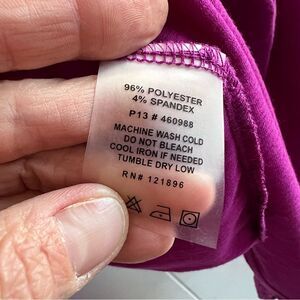 96% POLYESTER
4% SPANDEX
P13 # 460988
MACHINE WASH COLD
DO NOT BLEACH
COOL IRON IF NEEDED
TUMBLE DRY LOW
RN# 121896